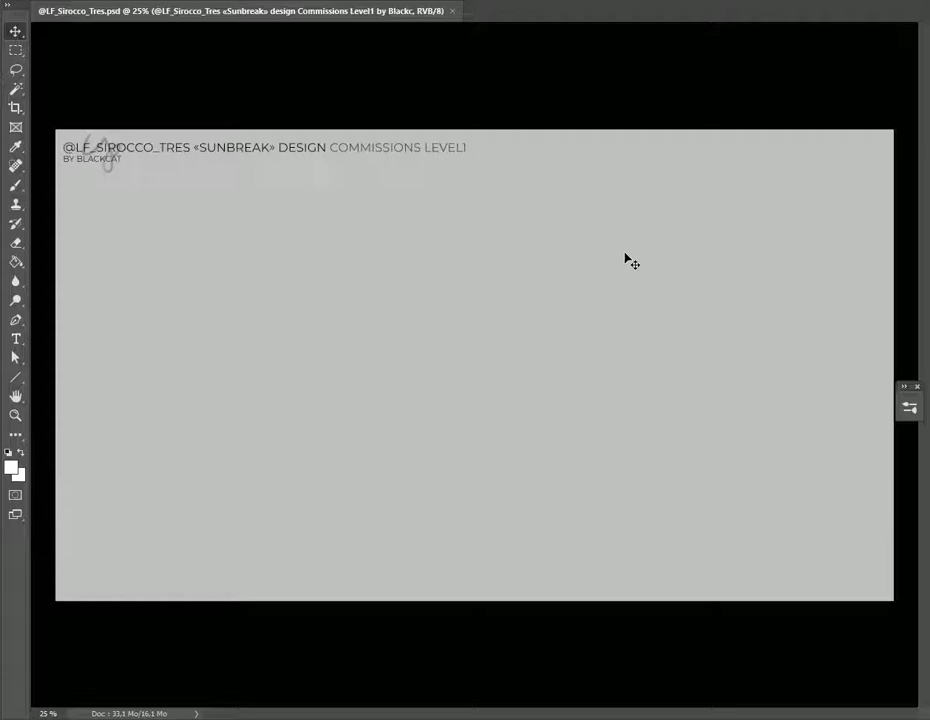 @LF_Sirocco_Tres.psd @ 25% (@LF_Sirocco_Tres «Sunbreak» design Commissions Level1 by Blackc, RVB/8)
@LF_SIROCCO_TRES «SUNBREAK» DESIGN COMMISSIONS LEVEL1
BY BLACKCAT
25 %
Doc : 33,1 Mo/16,1 Mo